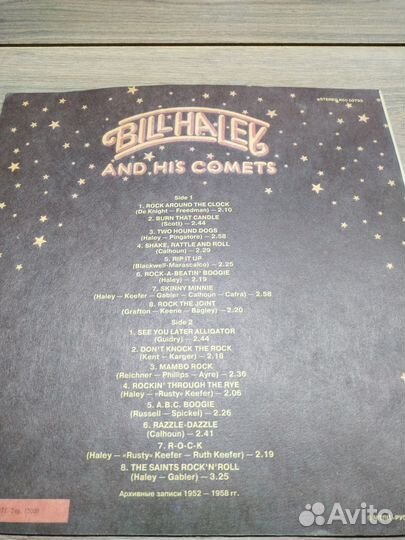 STEREO R60 00733
BILL HALEY
AND HIS COMETS
Side 1
1. ROCK AROUND THE CLOCK
(De Knight — Freedman) — 2.10
2. BURN THAT CANDLE
(Scott) — 2.44
3. TWO HOUND DOGS
(Haley — Pingatore) — 2.58
4. SHAKE, RATTLE AND ROLL
(Calhoun) — 2.29
5. RIP IT UP
(Blackwell-Marascalco) — 2.25
6. ROCK-A-BEATIN' BOOGIE
(Haley) — 2.19
7. SKINNY MINNIE
(Haley — Keefer — Gabler — Calhoun — Cafra) — 2.58
8. ROCK THE JOINT
(Grafton — Keene — Bagley) — 2.20
Side 2
1. SEE YOU LATER ALLIGATOR
(Guidry) — 2.44
2. DON'T KNOCK THE ROCK
(Kent — Karger) — 2.16
3. MAMBO ROCK
(Reichner — Phillips — Ayre) — 2.36
4. ROCKIN' THROUGH THE RYE
(Haley — «Rusty» Keefer) — 2.06
5. A.B.C. BOOGIE
(Russell — Spickel) — 2.26
6. RAZZLE-DAZZLE
(Calhoun) — 2.41
7. R-O-C-K
(Haley — «Rusty» Keefer — Ruth Keefer) — 2.19
8. THE SAINTS ROCK'N'ROLL
(Haley — Gabler) — 3.25
Архивные записи 1952 — 1958 гг.
Avito